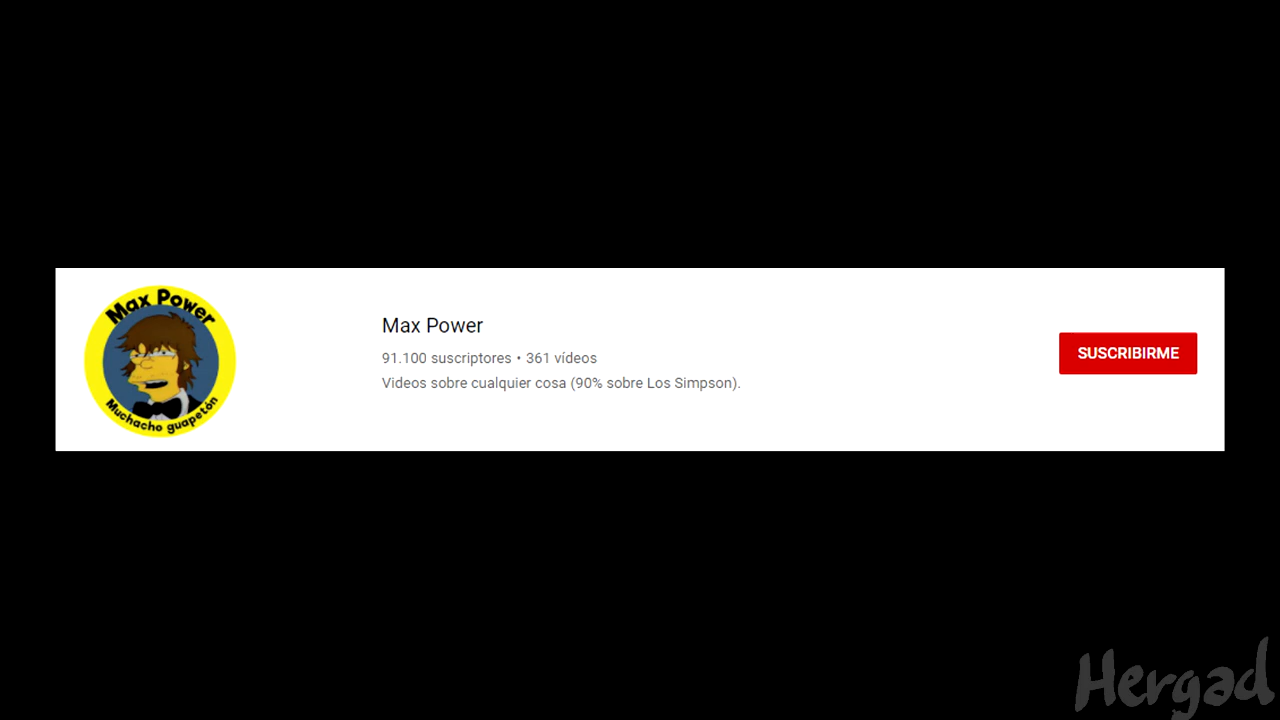 Max Power
Muchacho guapetón
Max Power
91.100 suscriptores • 361 vídeos
Videos sobre cualquier cosa (90% sobre Los Simpson).
SUSCRIBIRME
Hergad